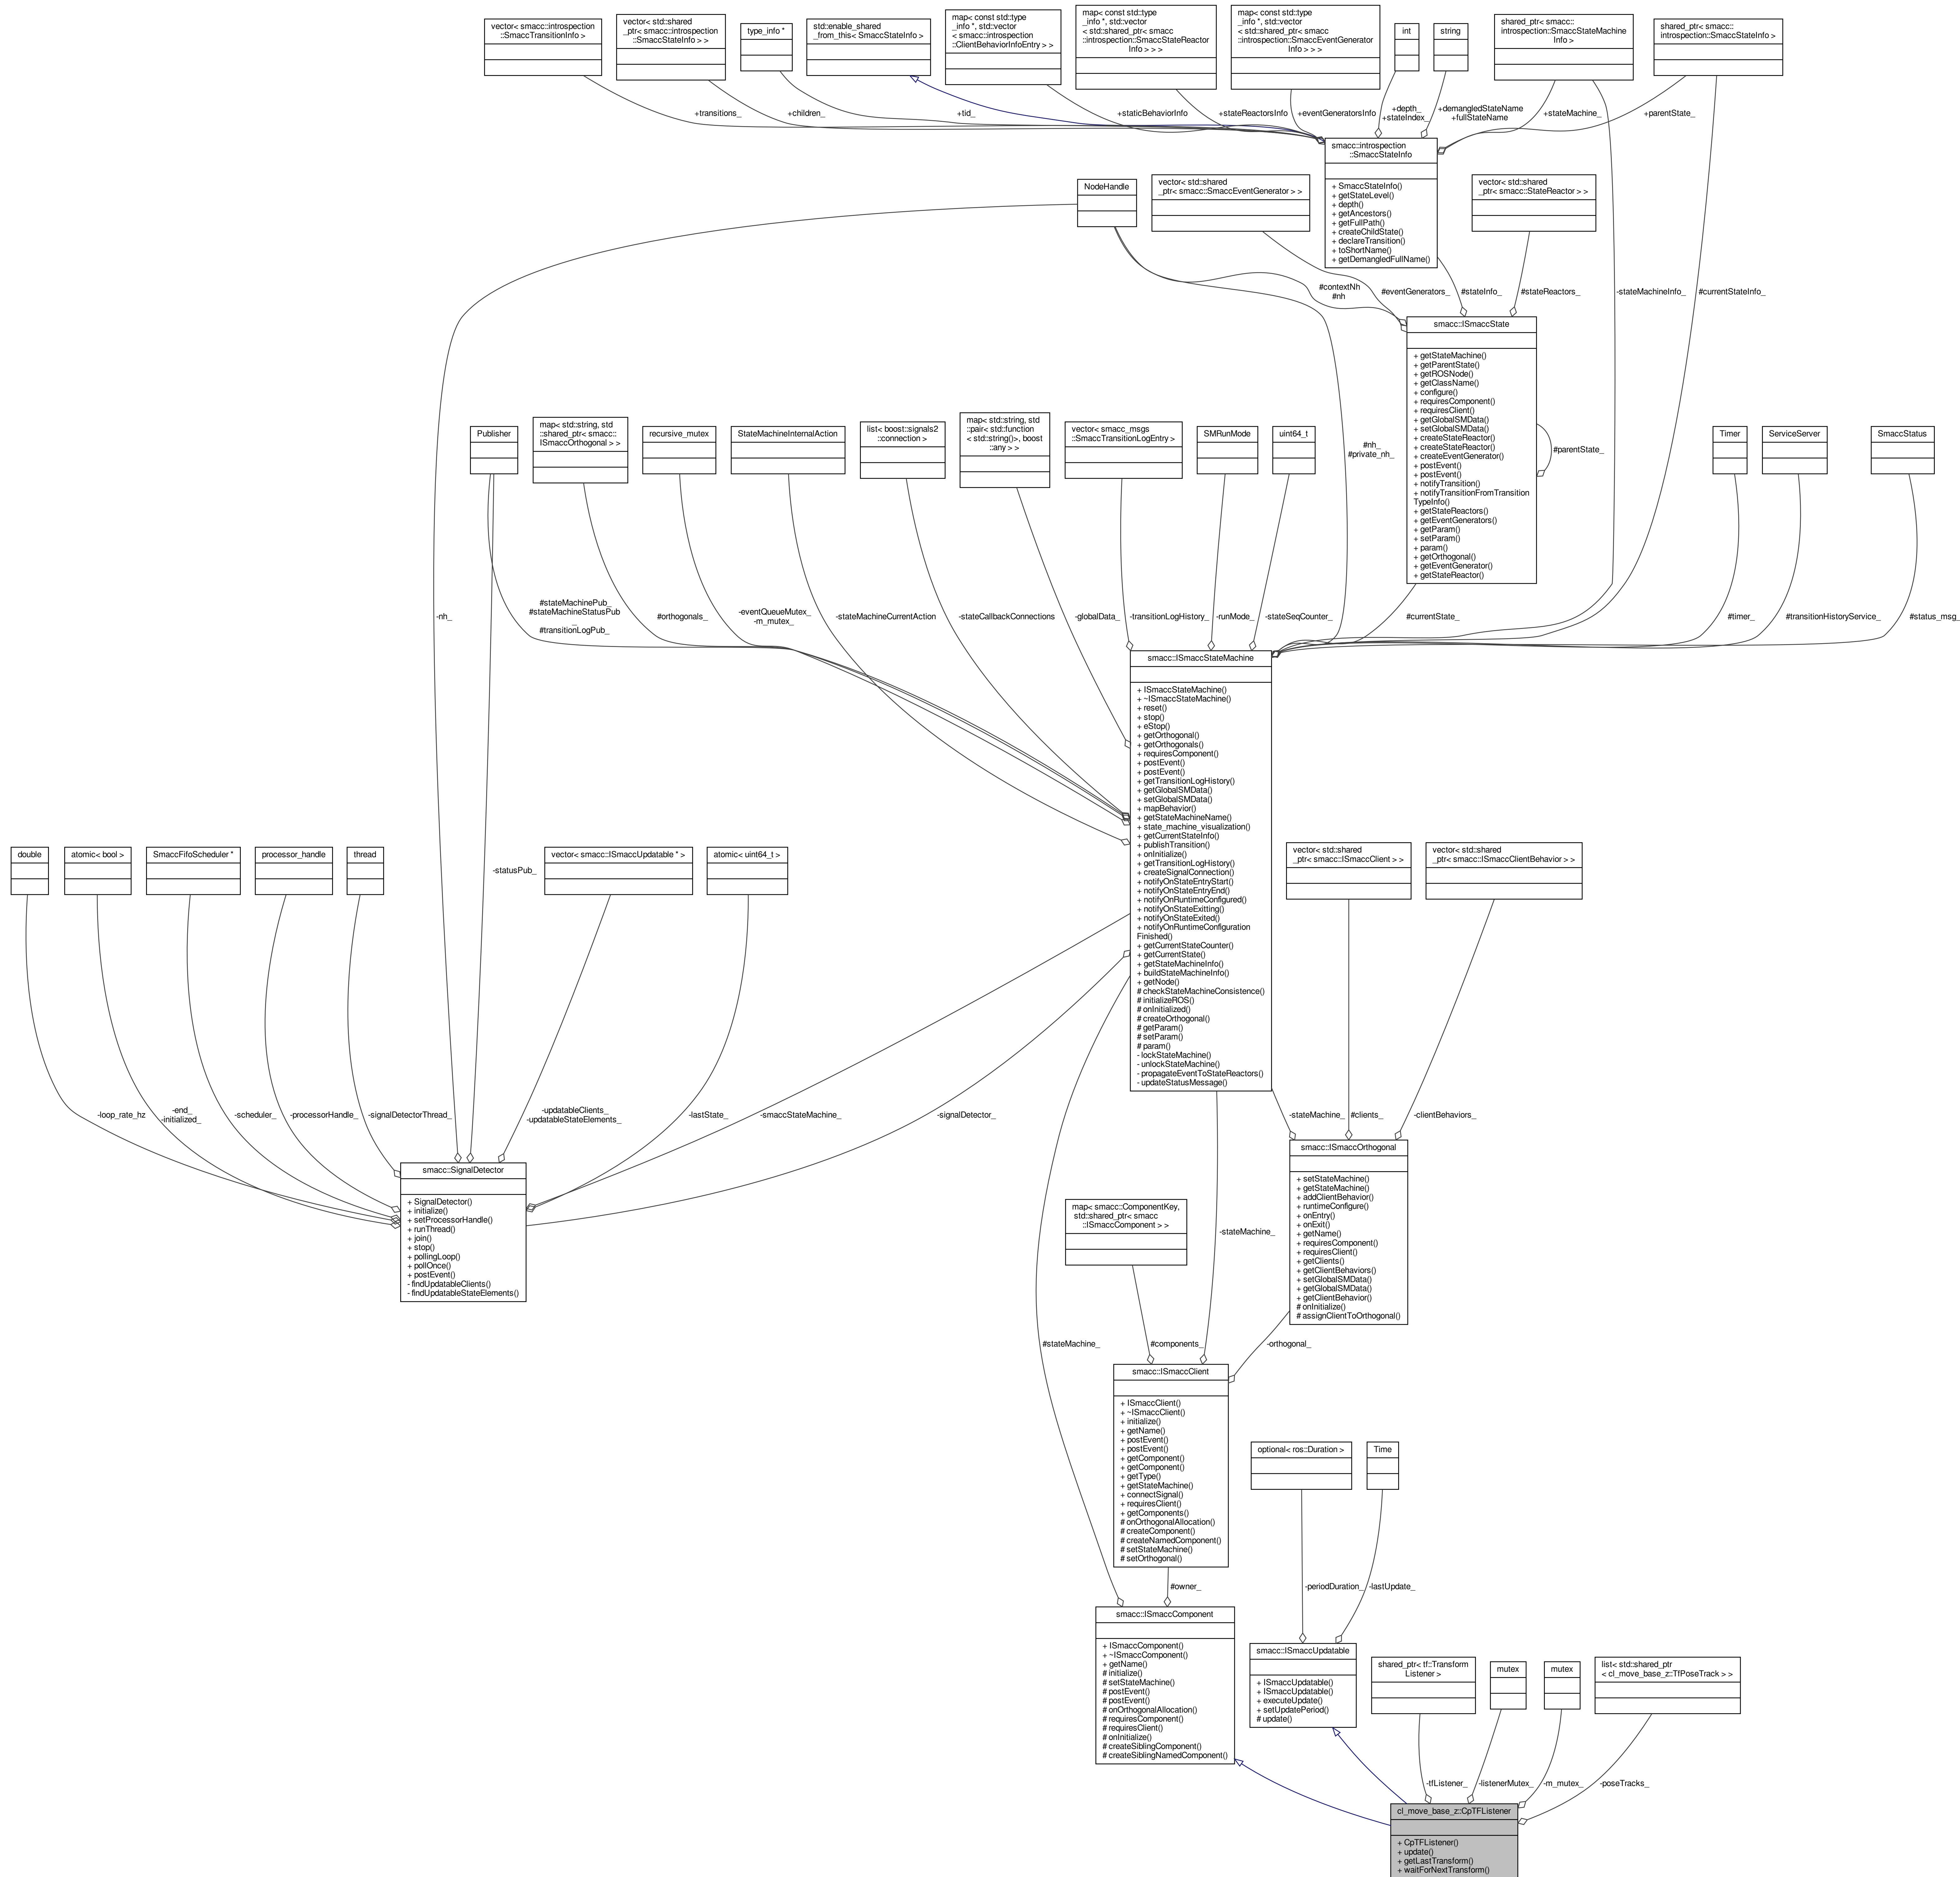 vector< smacc::introspection
::SmaccTransitionInfo >
vector< std::shared
_ptr< smacc::introspection
::SmaccStateInfo > >
type_info *
std::enable_shared
_from_this< SmaccStateInfo >
map< const std::type
_info *, std::vector
< smacc::introspection
::ClientBehaviorInfoEntry > >
map< const std::type
_info *, std::vector
< std::shared_ptr< smacc
::introspection::SmaccStateReactor
Info > > >
map< const std::type
_info *, std::vector
< std::shared_ptr< smacc
::introspection::SmaccEventGenerator
Info > > >
int
string
shared_ptr< smacc::
introspection::SmaccStateMachine
Info >
shared_ptr< smacc::
introspection::SmaccStateInfo >
+transitions_
+children_
+tid_
+staticBehaviorInfo
+stateReactorsInfo
+eventGeneratorsInfo
+depth_
+stateIndex_
+demangledStateName
+fullStateName
+stateMachine_
+parentState_
smacc::introspection
::SmaccStateInfo
+ SmaccStateInfo()
+ getStateLevel()
+ depth()
+ getAncestors()
+ getFullPath()
+ createChildState()
+ declareTransition()
+ toShortName()
+ getDemangledFullName()
NodeHandle
vector< std::shared
_ptr< smacc::SmaccEventGenerator > >
vector< std::shared
_ptr< smacc::StateReactor > >
#contextNh
#nh
#eventGenerators_
#stateInfo_
#stateReactors_
-stateMachineInfo_
#currentStateInfo_
smacc::ISmaccState
+ getStateMachine()
+ getParentState()
+ getROSNode()
+ getClassName()
+ configure()
+ requiresComponent()
+ requiresClient()
+ getGlobalSMData()
+ setGlobalSMData()
+ createStateReactor()
+ createStateReactor()
+ createEventGenerator()
+ postEvent()
+ postEvent()
+ notifyTransition()
+ notifyTransitionFromTransition
TypeInfo()
+ getStateReactors()
+ getEventGenerators()
+ getParam()
+ setParam()
+ param()
+ getOrthogonal()
+ getEventGenerator()
+ getStateReactor()
#parentState_
Publisher
map< std::string, std
::shared_ptr< smacc::
ISmaccOrthogonal > >
recursive_mutex
StateMachineInternalAction
list< boost::signals2
::connection >
map< std::string, std
::pair< std::function
< std::string()>, boost
::any > >
vector< smacc_msgs
::SmaccTransitionLogEntry >
SMRunMode
uint64_t
#nh_
#private_nh_
Timer
ServiceServer
SmaccStatus
-nh_
#stateMachinePub_
#stateMachineStatusPub
_
#transitionLogPub_
#orthogonals_
-eventQueueMutex_
-m_mutex_
-stateMachineCurrentAction
-stateCallbackConnections
-globalData_
-transitionLogHistory_
-runMode_
-stateSeqCounter_
#currentState_
#timer_
#transitionHistoryService_
#status_msg_
smacc::ISmaccStateMachine
+ ISmaccStateMachine()
+ ~ISmaccStateMachine()
+ reset()
+ stop()
+ eStop()
+ getOrthogonal()
+ getOrthogonals()
+ requiresComponent()
+ postEvent()
+ postEvent()
+ getTransitionLogHistory()
+ getGlobalSMData()
+ setGlobalSMData()
+ mapBehavior()
+ getStateMachineName()
+ state_machine_visualization()
+ getCurrentStateInfo()
+ publishTransition()
+ onInitialize()
+ getTransitionLogHistory()
+ createSignalConnection()
+ notifyOnStateEntryStart()
+ notifyOnStateEntryEnd()
+ notifyOnRuntimeConfigured()
+ notifyOnStateExitting()
+ notifyOnStateExited()
+ notifyOnRuntimeConfiguration
Finished()
+ getCurrentStateCounter()
+ getCurrentState()
+ getStateMachineInfo()
+ buildStateMachineInfo()
+ getNode()
# checkStateMachineConsistence()
# initializeROS()
# onInitialized()
# createOrthogonal()
# getParam()
# setParam()
# param()
- lockStateMachine()
- unlockStateMachine()
- propagateEventToStateReactors()
- updateStatusMessage()
double
atomic< bool >
SmaccFifoScheduler *
processor_handle
thread
-statusPub_
vector< smacc::ISmaccUpdatable * >
atomic< uint64_t >
vector< std::shared
_ptr< smacc::ISmaccClient > >
vector< std::shared
_ptr< smacc::ISmaccClientBehavior > >
-loop_rate_hz
-end_
-initialized_
-scheduler_
-processorHandle_
-signalDetectorThread_
-updatableClients_
-updatableStateElements_
-lastState_
-smaccStateMachine_
-signalDetector_
-stateMachine_
#clients_
-clientBehaviors_
smacc::SignalDetector
+ SignalDetector()
+ initialize()
+ setProcessorHandle()
+ runThread()
+ join()
+ stop()
+ pollingLoop()
+ pollOnce()
+ postEvent()
- findUpdatableClients()
- findUpdatableStateElements()
smacc::ISmaccOrthogonal
+ setStateMachine()
+ getStateMachine()
+ addClientBehavior()
+ runtimeConfigure()
+ onEntry()
+ onExit()
+ getName()
+ requiresComponent()
+ requiresClient()
+ getClients()
+ getClientBehaviors()
+ setGlobalSMData()
+ getGlobalSMData()
+ getClientBehavior()
# onInitialize()
# assignClientToOrthogonal()
map< smacc::ComponentKey,
std::shared_ptr< smacc
::ISmaccComponent > >
-stateMachine_
#stateMachine_
#components_
-orthogonal_
smacc::ISmaccClient
+ ISmaccClient()
+ ~ISmaccClient()
+ initialize()
+ getName()
+ postEvent()
+ postEvent()
+ getComponent()
+ getComponent()
+ getType()
+ getStateMachine()
+ connectSignal()
+ requiresClient()
+ getComponents()
# onOrthogonalAllocation()
# createComponent()
# createNamedComponent()
# setStateMachine()
# setOrthogonal()
optional< ros::Duration >
Time
#owner_
-periodDuration_
-lastUpdate_
smacc::ISmaccComponent
+ ISmaccComponent()
+ ~ISmaccComponent()
+ getName()
# initialize()
# setStateMachine()
# postEvent()
# postEvent()
# onOrthogonalAllocation()
# requiresComponent()
# requiresClient()
# onInitialize()
# createSiblingComponent()
# createSiblingNamedComponent()
smacc::ISmaccUpdatable
+ ISmaccUpdatable()
+ ISmaccUpdatable()
+ executeUpdate()
+ setUpdatePeriod()
# update()
shared_ptr< tf::Transform
Listener >
mutex
mutex
list< std::shared_ptr
< cl_move_base_z::TfPoseTrack > >
-tfListener_
-listenerMutex_
-m_mutex_
-poseTracks_
cl_move_base_z::CpTFListener
+ CpTFListener()
+ update()
+ getLastTransform()
+ waitForNextTransform()